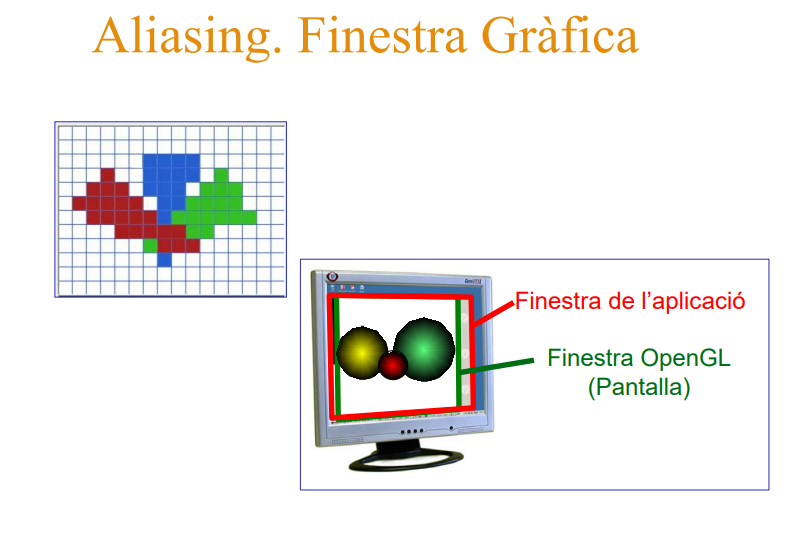 Aliasing. Finestra Gràfica
Finestra de l’aplicació
Finestra OpenGL
(Pantalla)